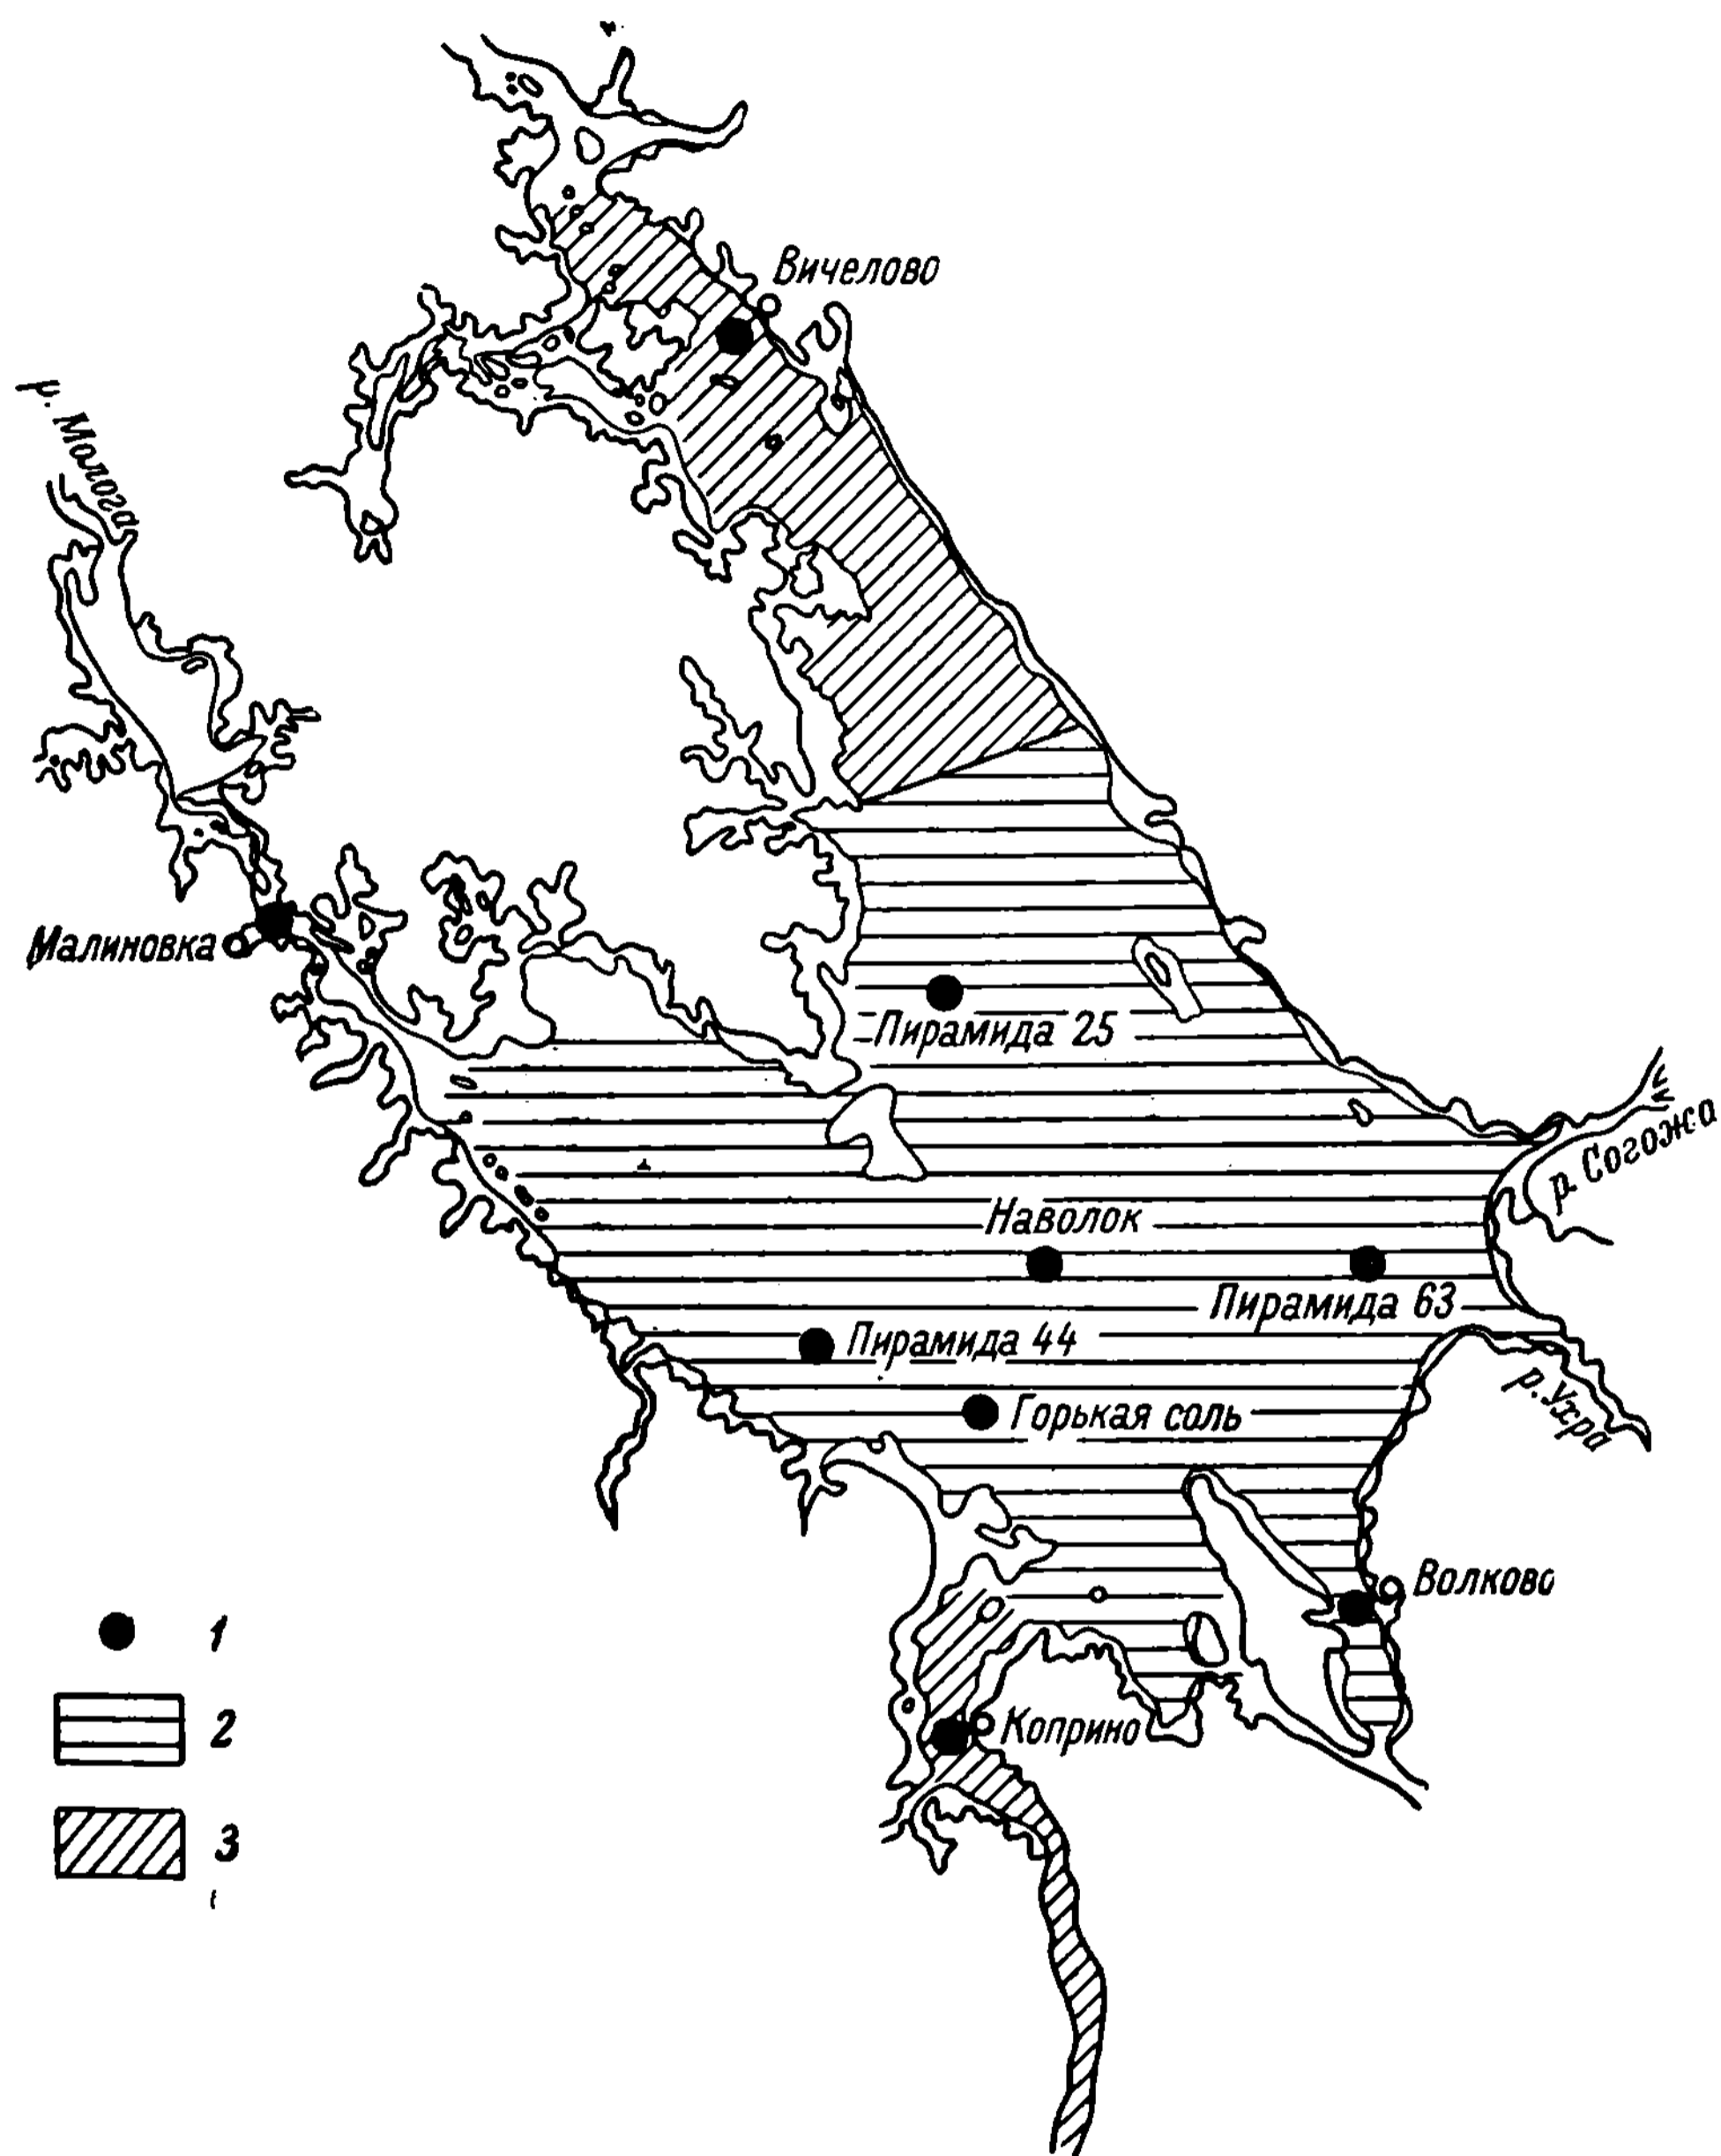 Вичелово
р. Молога
Малиновка
Пирамида 25
р. Согожа
Наволок
Пирамида 63
Пирамида 44
р. Ухра
Горькая соль
Волково
1
2
Коприно
3